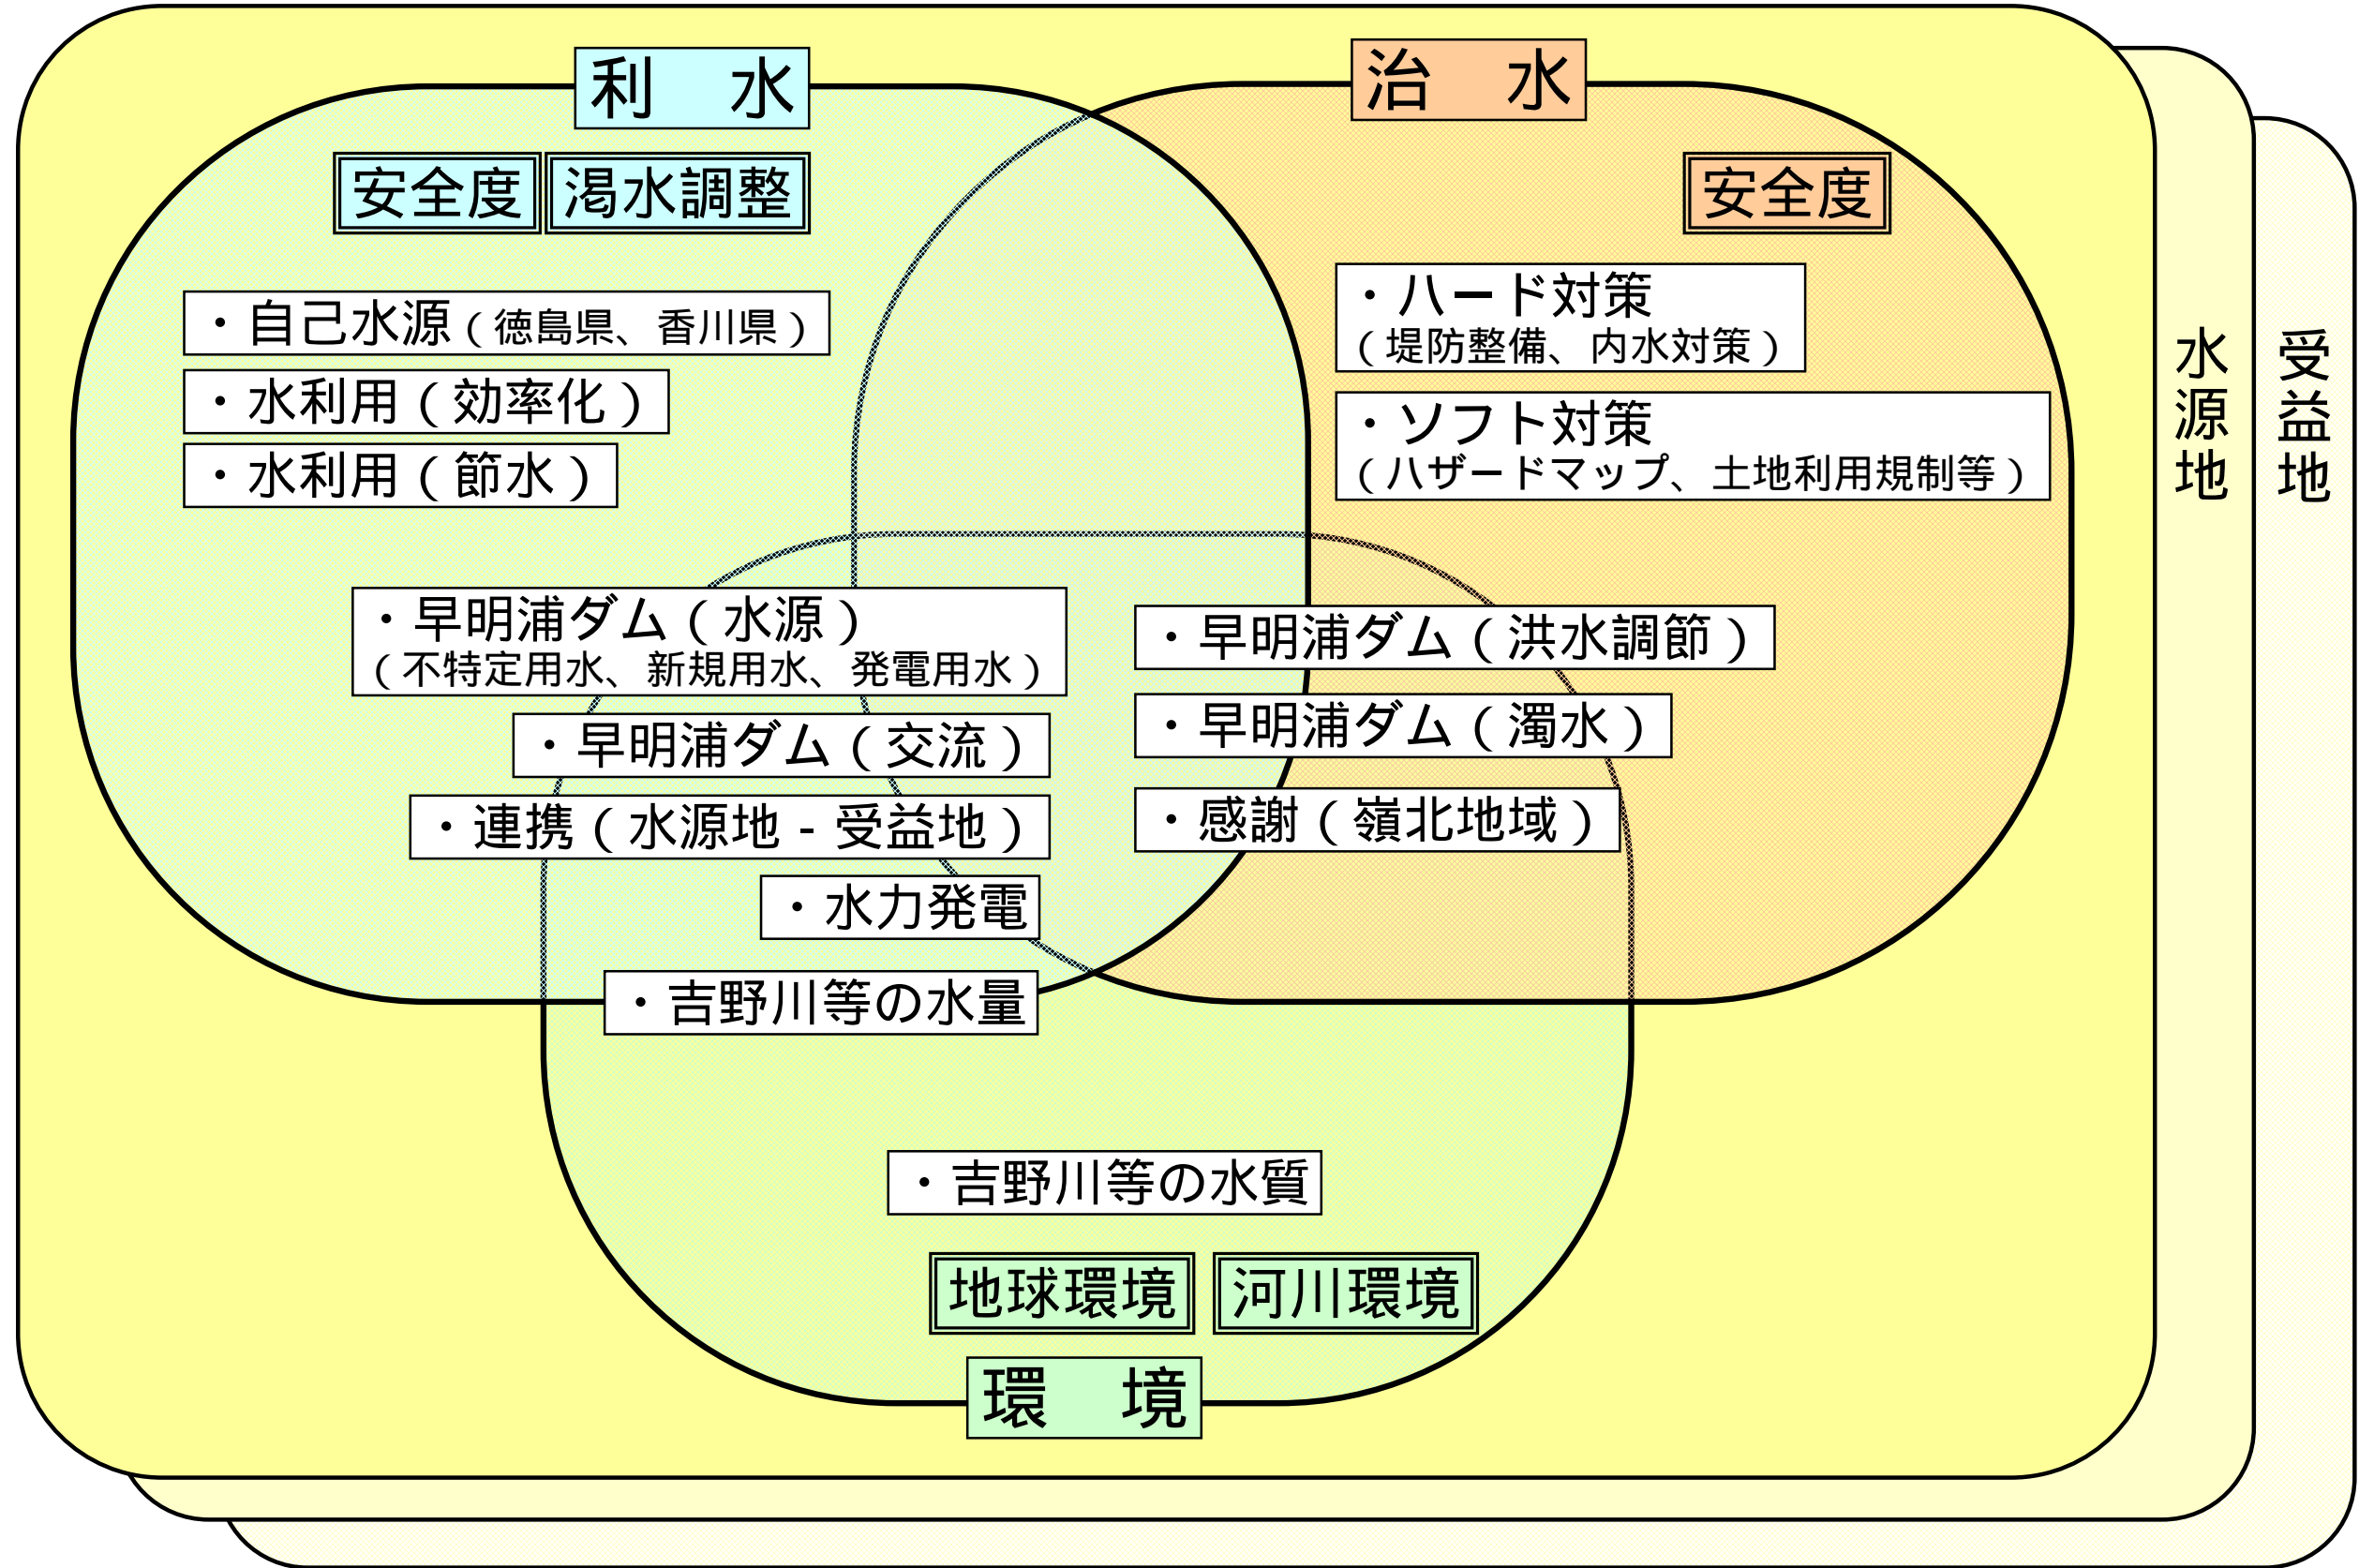 利　水
治　水
安全度
渇水調整
安全度
・自己水源(徳島県、香川県)
・水利用(効率化)
・水利用(節水)
・ハード対策
(堤防整備、内水対策)
・ソフト対策
(ハザードマップ、土地利用規制等)
水源地
受益地
・早明浦ダム(水源)
(不特定用水、新規用水、発電用水)
・早明浦ダム(交流)
・連携(水源地-受益地)
・水力発電
・吉野川等の水量
・早明浦ダム(洪水調節)
・早明浦ダム(濁水)
・感謝(嶺北地域)
・吉野川等の水質
地球環境
河川環境
環　境